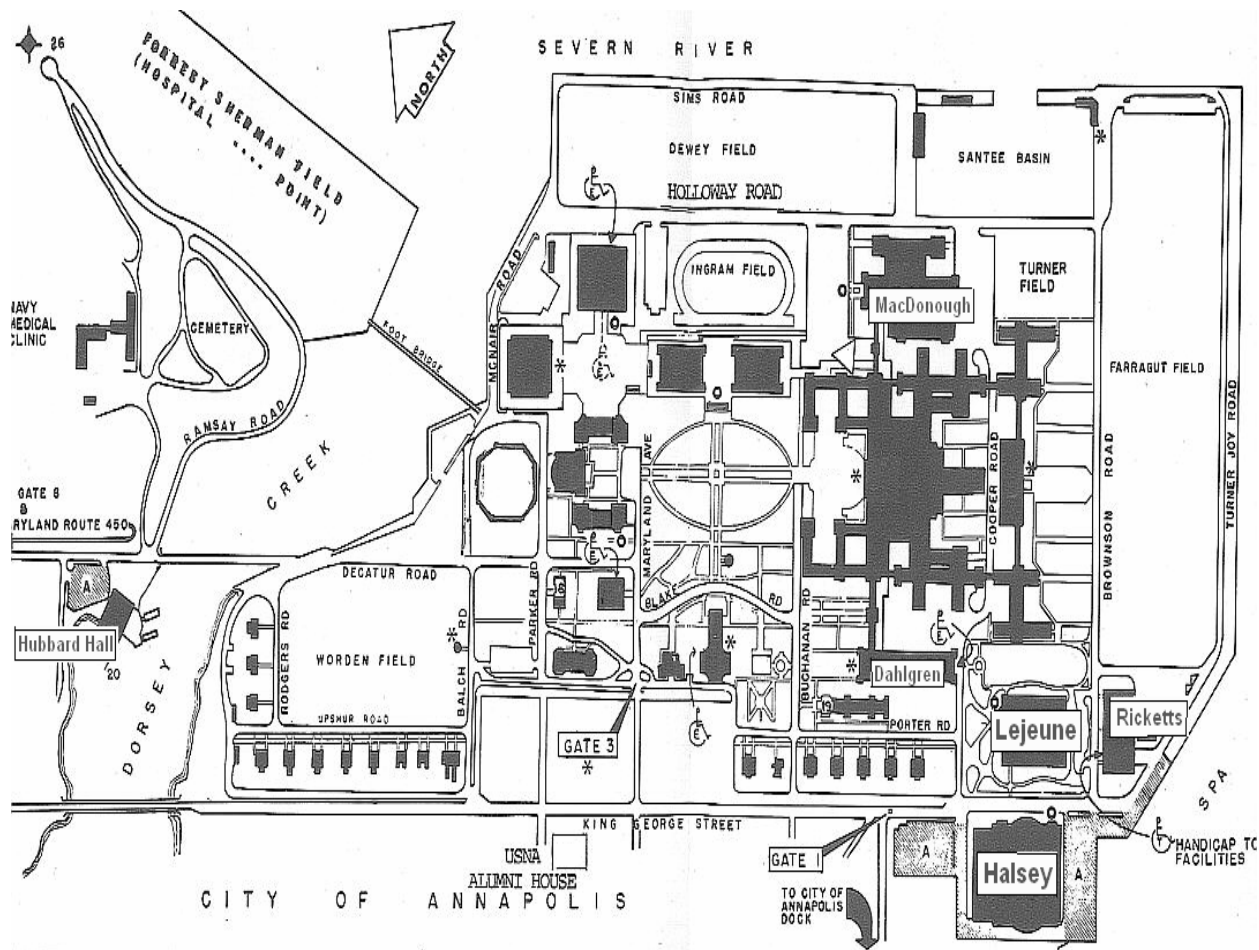 26
FORREST SHERMAN FIELD
(HOSPITAL POINT)
NORTH
SEVERN RIVER
SIMS ROAD
DEWEY FIELD
HOLLOWAY ROAD
SANTEE BASIN
INGRAM FIELD
TURNER
FIELD
MacDonough
NAVY
MEDICAL
CLINIC
CEMETERY
FOOT BRIDGE
MCNAIR ROAD
RAMSAY ROAD
FARRAGUT FIELD
TURNER JOY ROAD
CREEK
GATE 8
8
RYLAND ROUTE 450
MARYLAND AVE
COOPER ROAD
BROWNSON ROAD
A
DECATUR ROAD
PARKER RD
BLAKE RD
BUCHANAN RD
Hubbard Hall
20
DORSEY
RODGERS RD
WORDEN FIELD
BALCH RD
UPSHUR ROAD
Dahlgren
PORTER RD
Lejeune
Ricketts
GATE 3
SPA
KING GEORGE STREET
GATE 1
A
A
Halsey
HANDICAP TO
FACILITIES
USNA
ALUMNI HOUSE
CITY OF ANNAPOLIS
TO CITY OF
ANNAPOLIS
DOCK